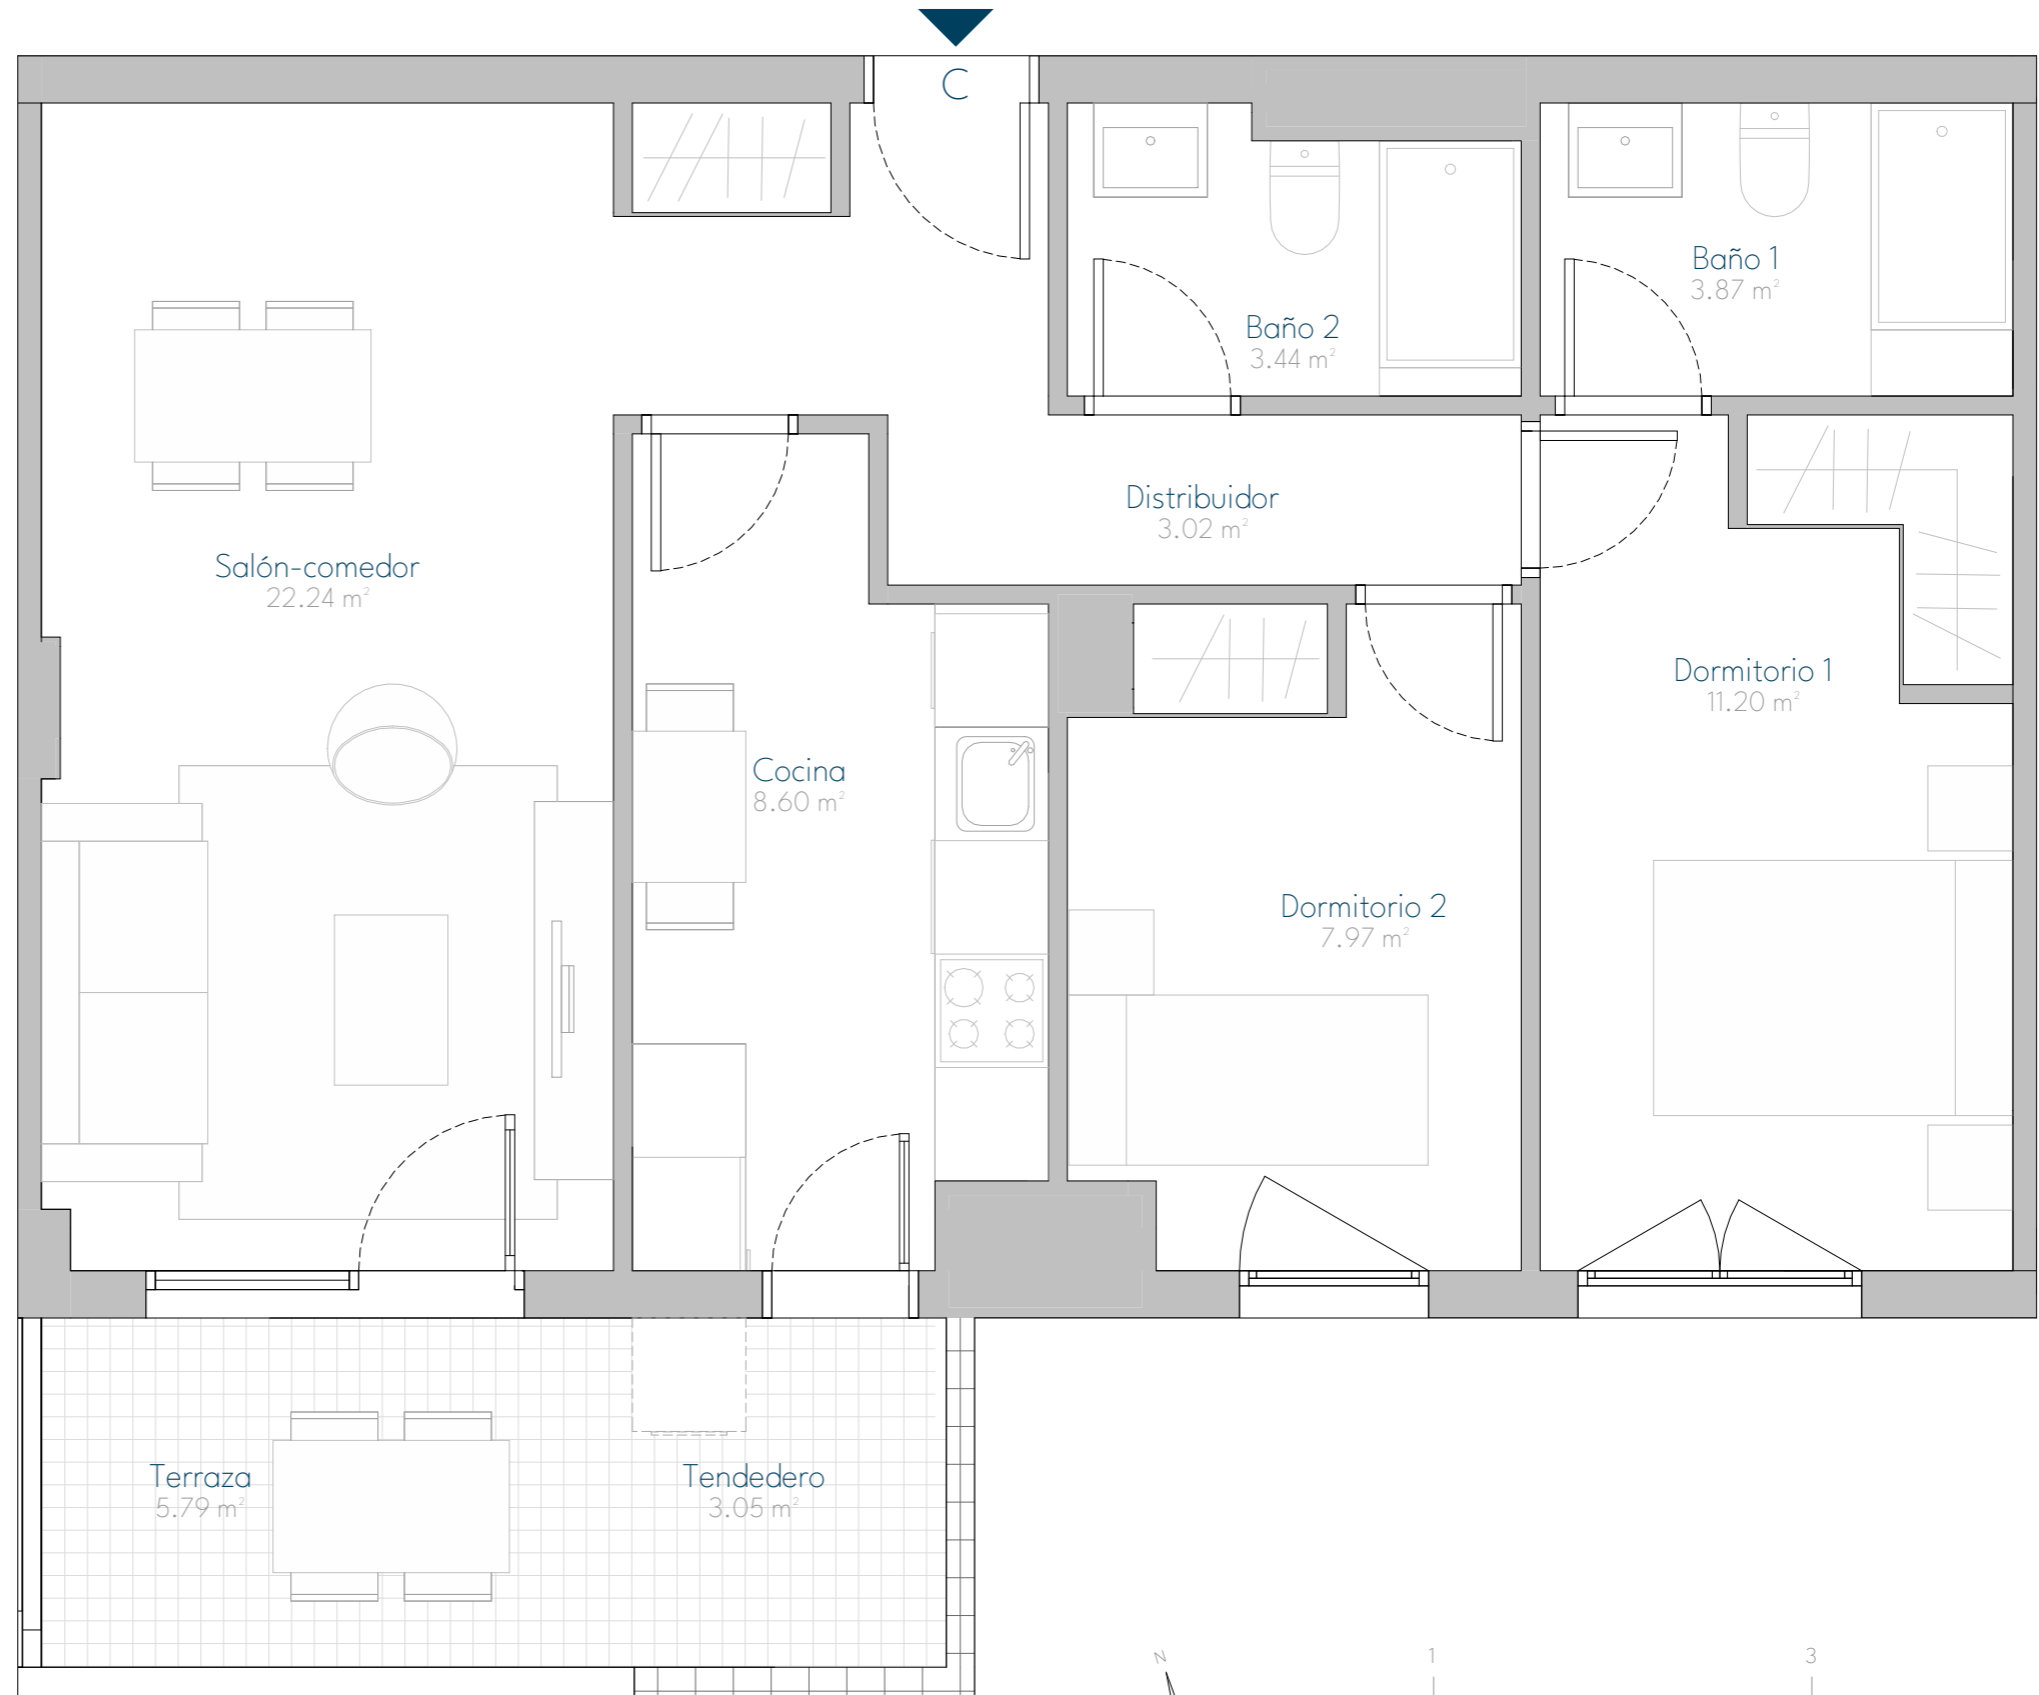 C
Baño 1
3.87 m²
Baño 2
3.44 m²
Distribuidor
3.02 m²
Salón-comedor
22.24 m²
Dormitorio 1
11.20 m²
Cocina
8.60 m²
Dormitorio 2
7.97 m²
Terraza
5.79 m²
Tendedero
3.05 m²
N
1
3